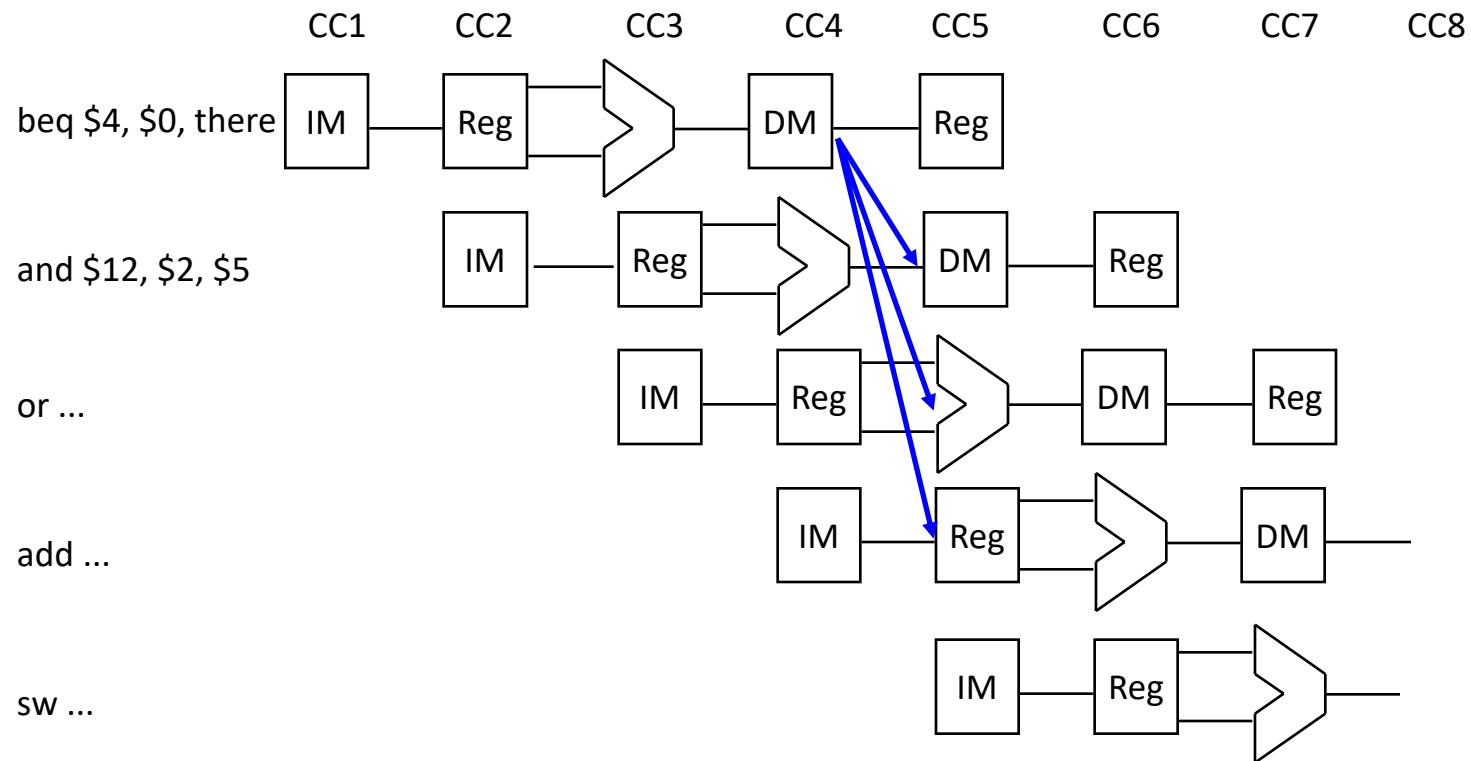 CC1 CC2 CC3 CC4 CC5 CC6 CC7 CC8
beq $4, $0, there IM Reg DM Reg
and $12, $2, $5 IM Reg DM Reg
or ... IM Reg DM Reg
add ... IM Reg DM
sw ... IM Reg